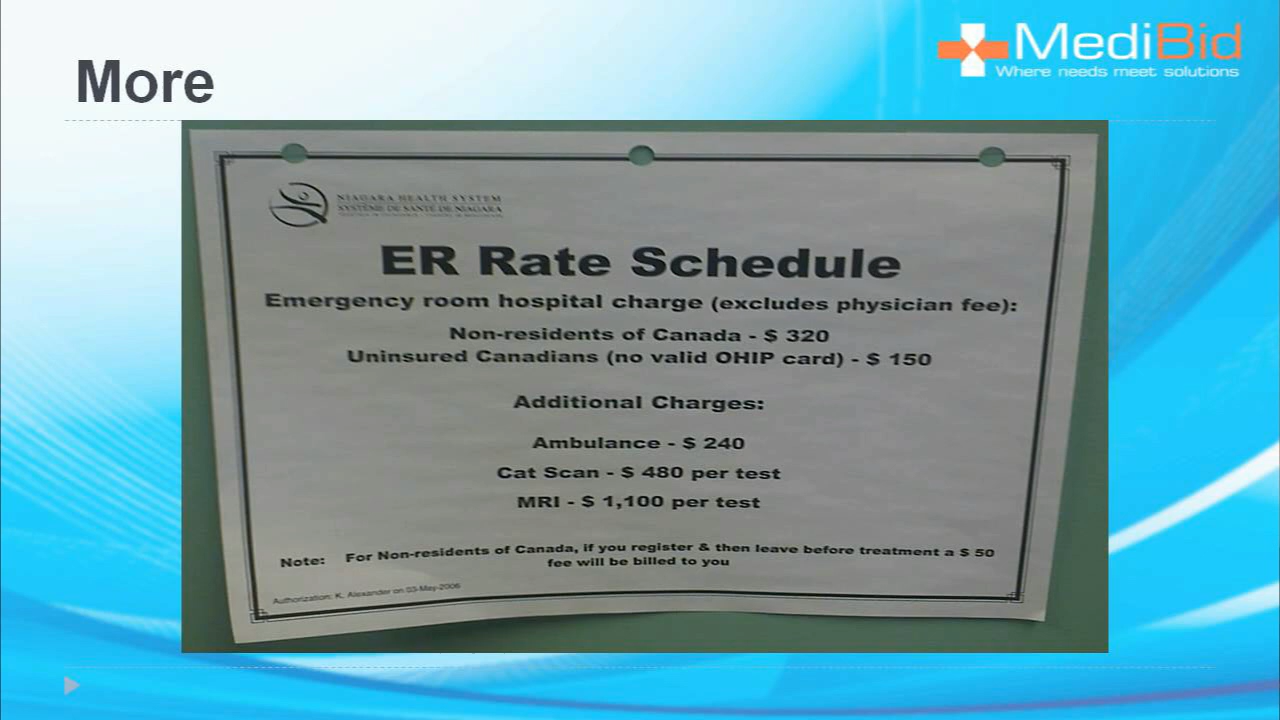 More
MediBid
Where needs meet solutions
NIAGARA HEALTH SYSTEM
SYSTÈME DE SANTÉ DE NIAGARA
ER Rate Schedule
Emergency room hospital charge (excludes physician fee):
Non-residents of Canada - $ 320
Uninsured Canadians (no valid OHIP card) - $ 150
Additional Charges:
Ambulance - $ 240
Cat Scan - $ 480 per test
MRI - $ 1,100 per test
Note: For Non-residents of Canada, if you register & then leave before treatment a $ 50
fee will be billed to you
Authorization: K. Alexander on 03-May-2006